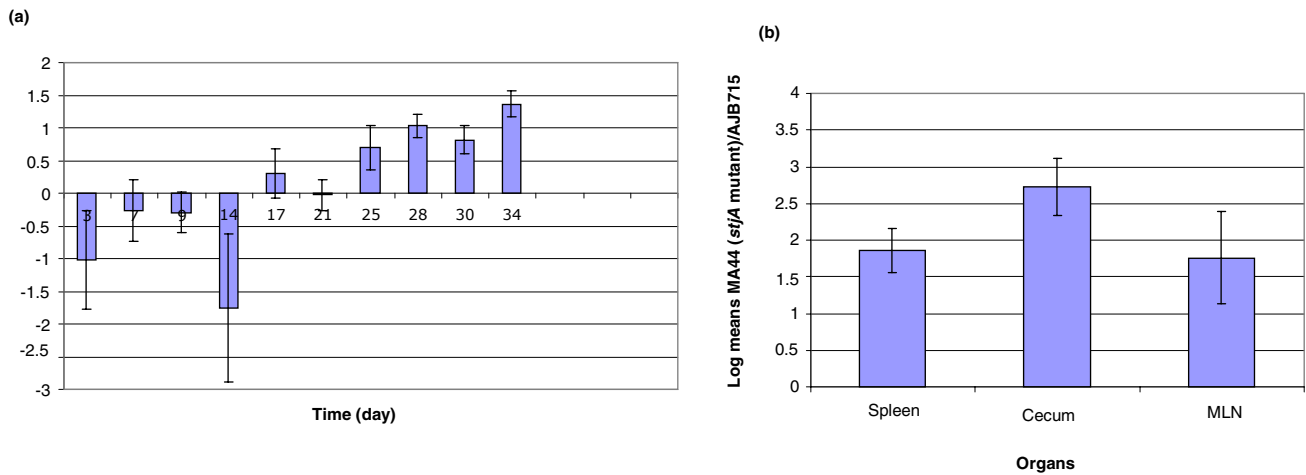 (a)
2
1.5
1
0.5
0
-0.5
-1
-1.5
-2
-2.5
-3
3 7 9 14 17 21 25 28 30 34
Time (day)
(b)
Log means MA44 (stjA mutant)/AJB715
4
3.5
3
2.5
2
1.5
1
0.5
0
Spleen Cecum MLN
Organs